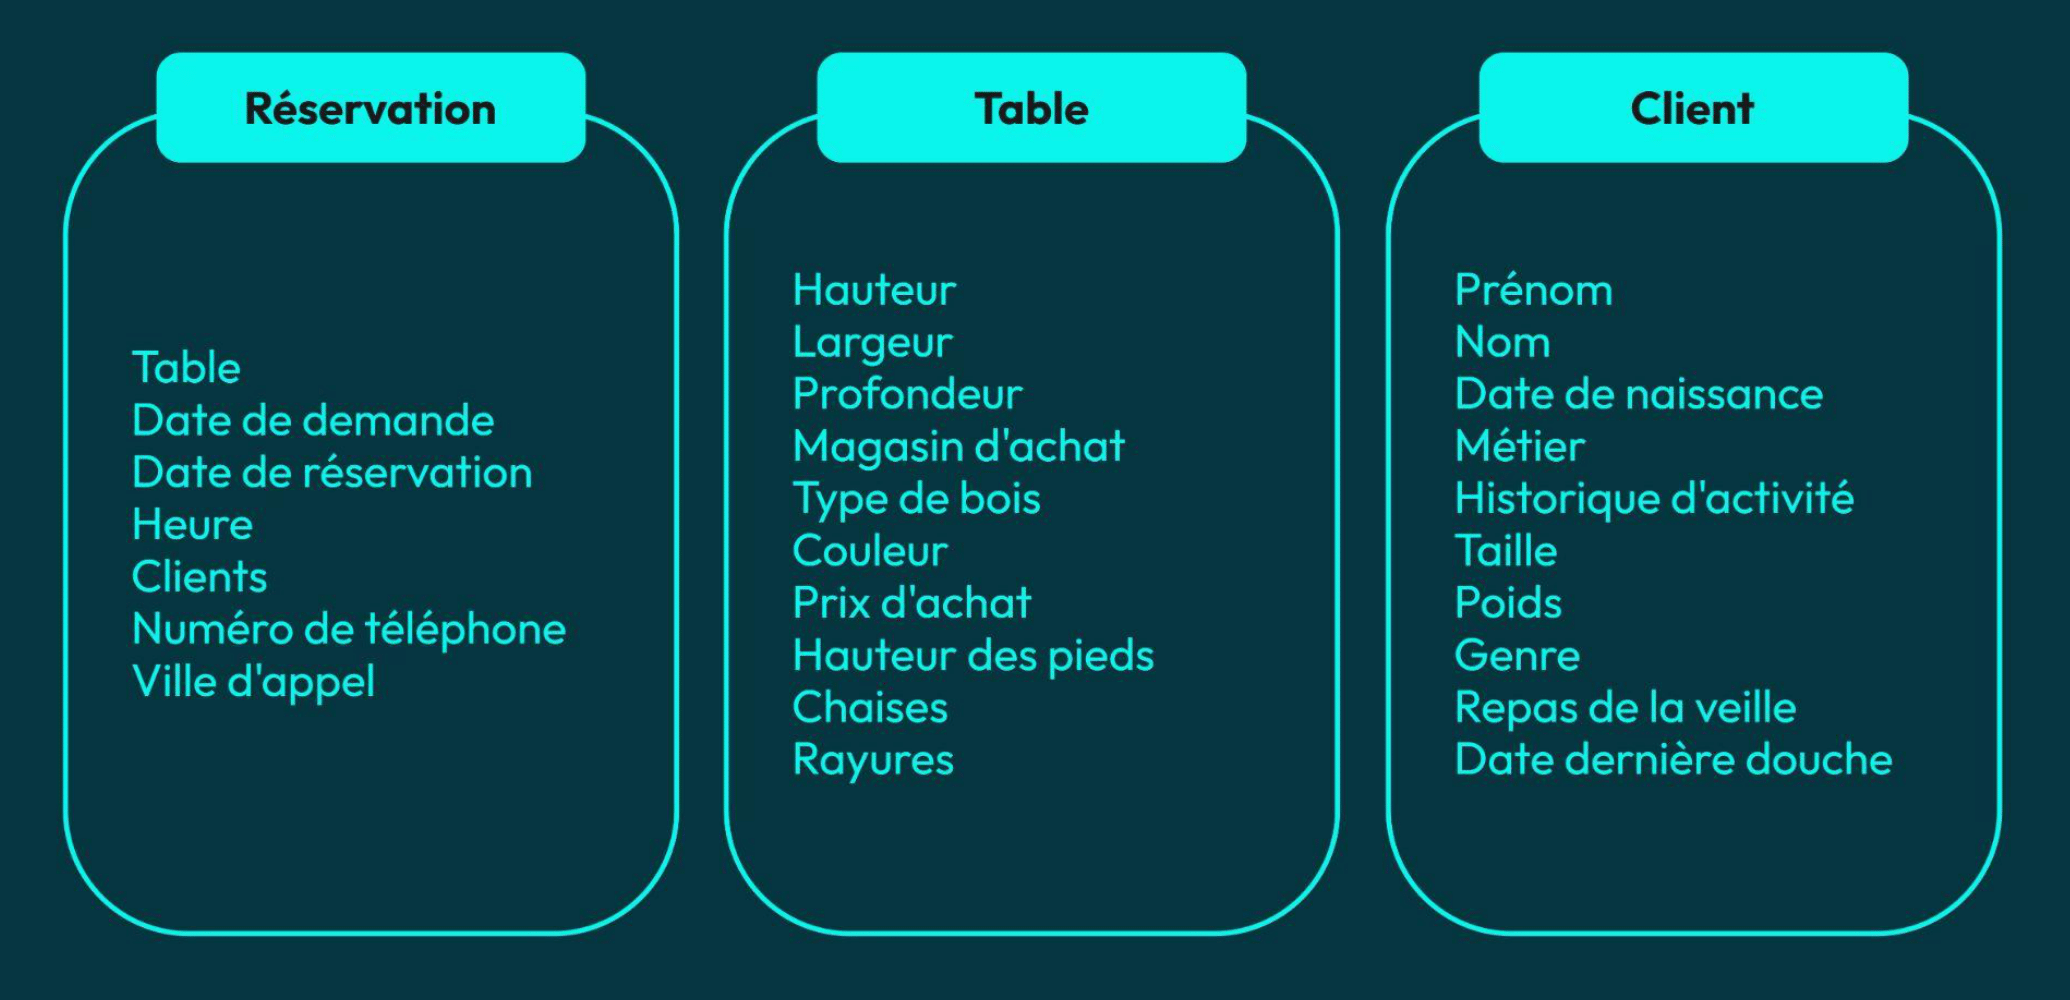 Réservation
Table
Date de demande
Date de réservation
Heure
Clients
Numéro de téléphone
Ville d'appel
Table
Hauteur
Largeur
Profondeur
Magasin d'achat
Type de bois
Couleur
Prix d'achat
Hauteur des pieds
Chaises
Rayures
Client
Prénom
Nom
Date de naissance
Métier
Historique d'activité
Taille
Poids
Genre
Repas de la veille
Date dernière douche